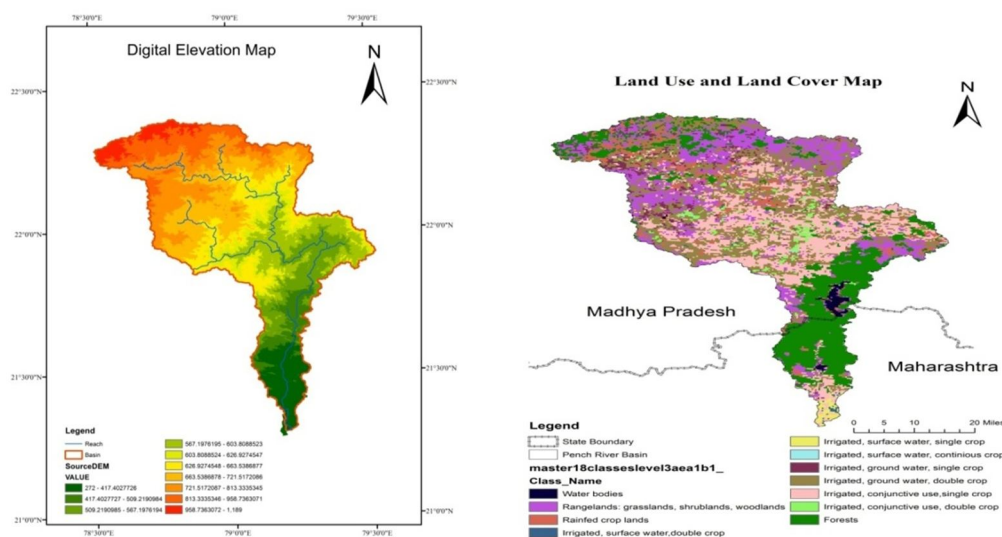 78°30'0"E
79°0'0"E
79°30'0"E
Digital Elevation Map
N
22°30'0"N
22°0'0"N
21°30'0"N
21°0'0"N
22°30'0"N
22°0'0"N
21°30'0"N
21°0'0"N
Legend
Reach
Basin
SourceDEM
VALUE
272 - 417.4027726
417.4027727 - 509.2190984
509.2190985 - 567.1976194
567.1976195 - 603.8088523
603.8088524 - 626.9274547
626.9274548 - 663.5386877
663.5386878 - 721.5172086
721.5172087 - 813.3333345
813.3333346 - 958.7363071
958.7363072 - 1,189
78°30'0"E
79°0'0"E
79°30'0"E
Land Use and Land Cover Map
N
Madhya Pradesh
Maharashtra
0
5
10
20 Miles
Legend
State Boundary
Pench River Basin
master18classeslevel3aea1b1_
Class_Name
Water bodies
Rangelands: grasslands, shrublands, woodlands
Rainfed crop lands
Irrigated, surface water,double crop
Irrigated, surface water, single crop
Irrigated, surface water, continious crop
Irrigated, ground water, single crop
Irrigated, ground water, double crop
Irrigated, conjunctive use,single crop
Irrigated, conjunctive use, double crop
Forests